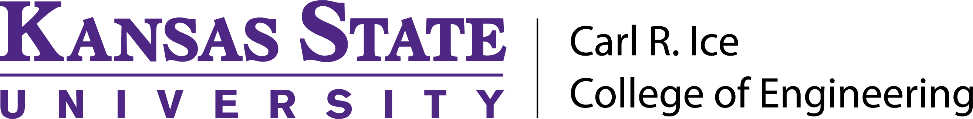 KANSAS STATE
UNIVERSITY
Carl R. Ice
College of Engineering